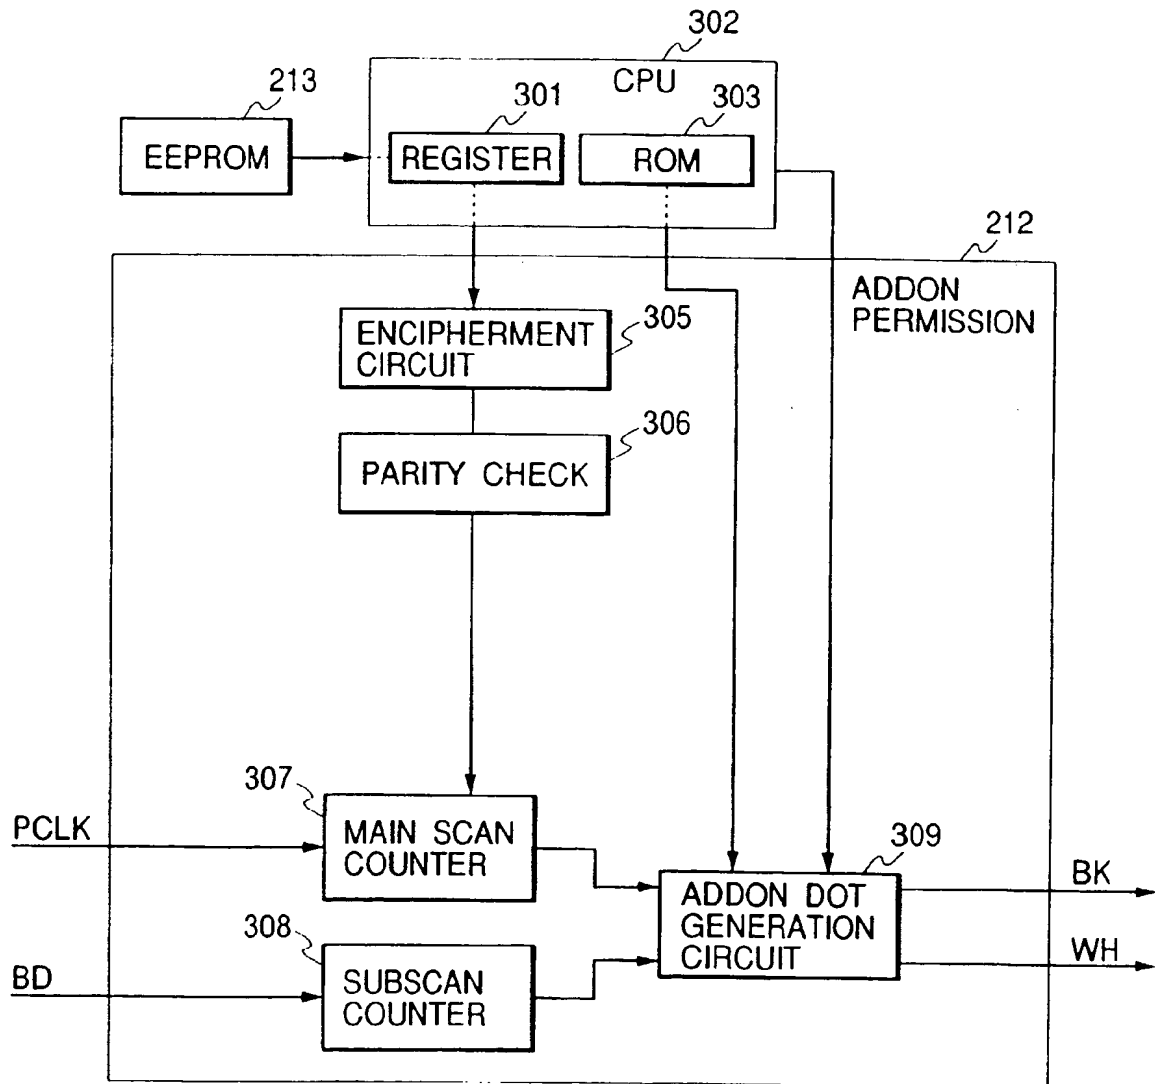 302
CPU
213
301
303
EEPROM
REGISTER
ROM
212
ADDON
PERMISSION
ENCIPHERMENT
CIRCUIT
305
306
PARITY CHECK
307
PCLK
MAIN SCAN
COUNTER
309
ADDON DOT
GENERATION
CIRCUIT
BK
WH
308
BD
SUBSCAN
COUNTER